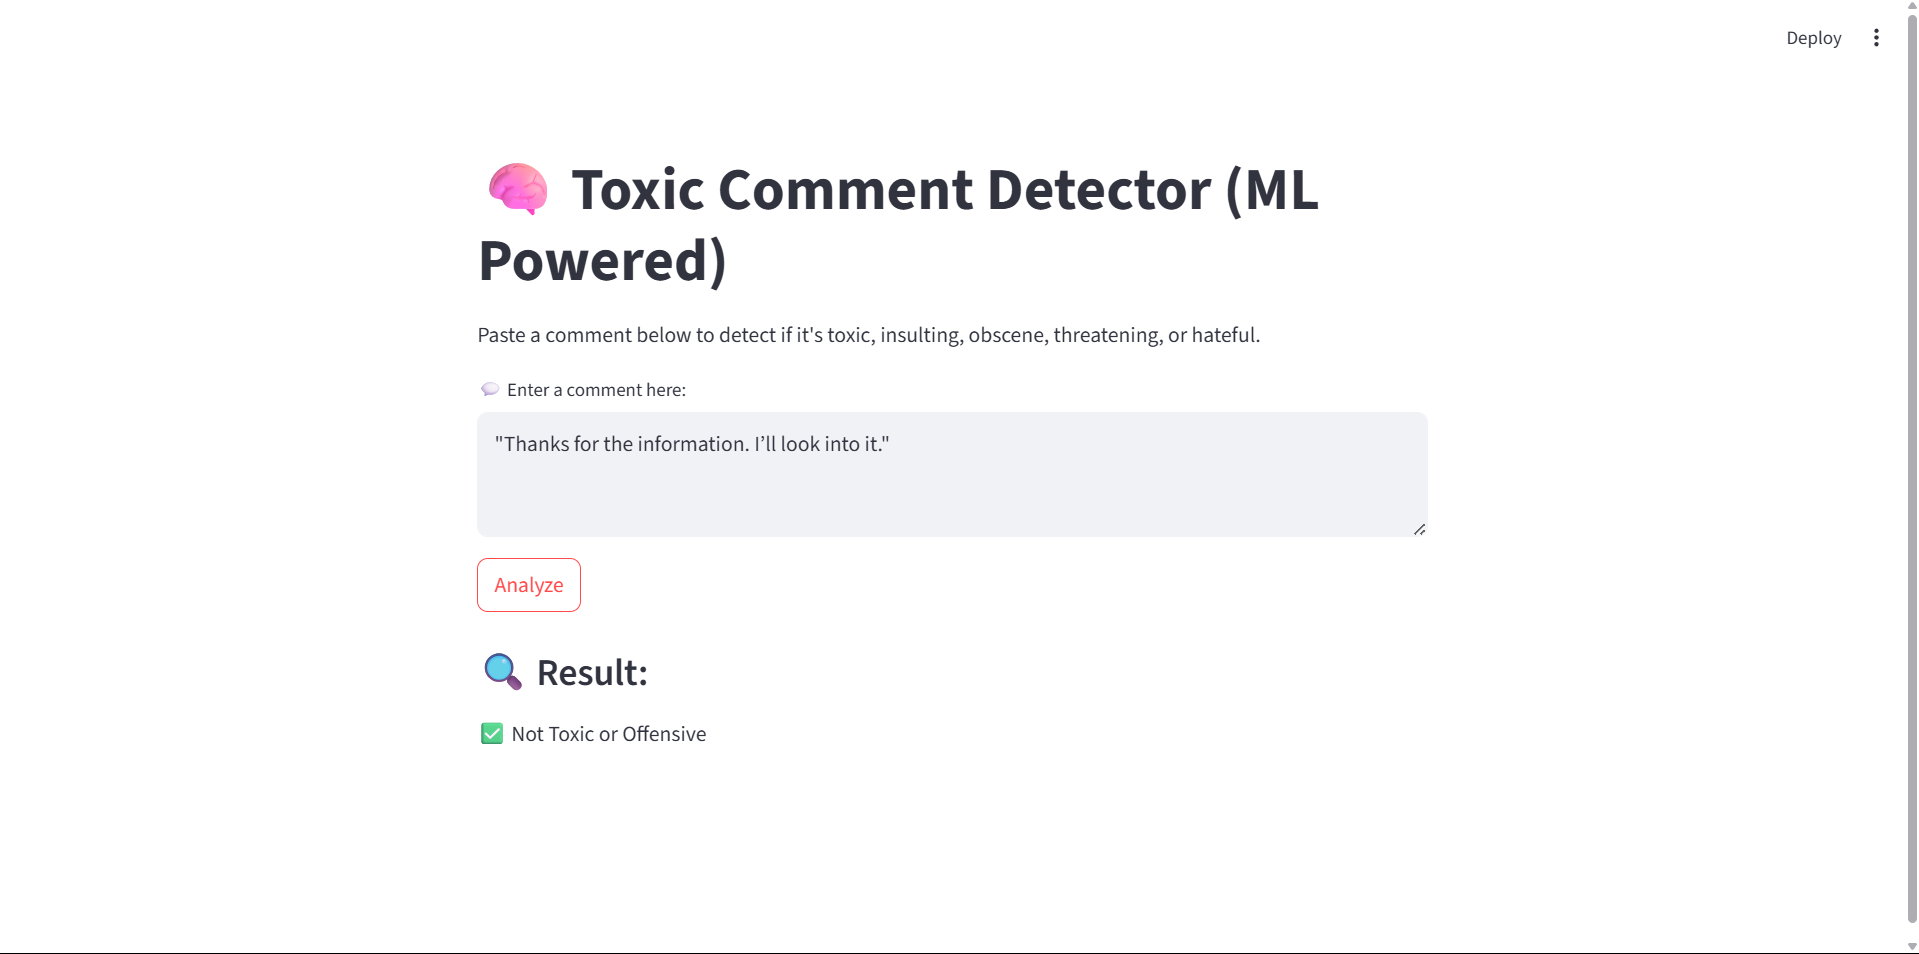 Deploy
Toxic Comment Detector (ML
Powered)
Paste a comment below to detect if it's toxic, insulting, obscene, threatening, or hateful.
Enter a comment here:
"Thanks for the information. I’ll look into it."
Analyze
Result:
Not Toxic or Offensive